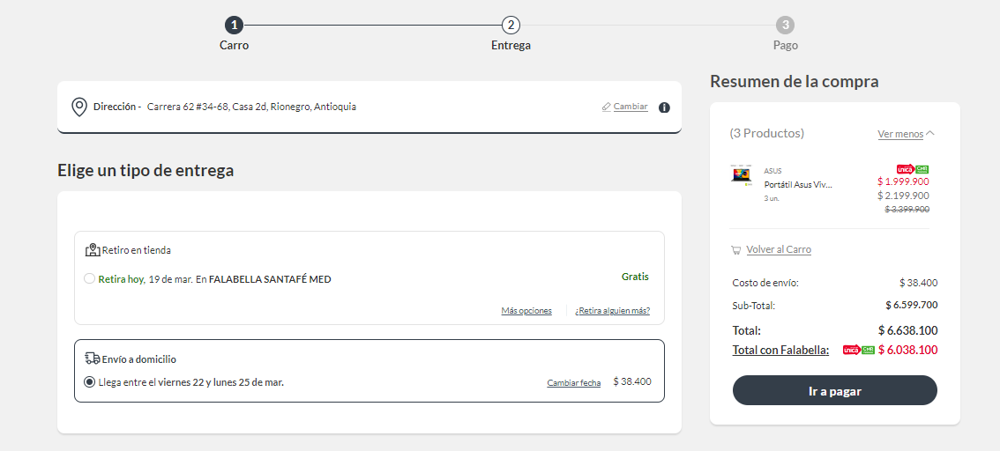 1 2 3
Carro Entrega Pago
Dirección - Carrera 62 #34-68, Casa 2d, Rionegro, Antioquia Cambiar i
Elige un tipo de entrega
Retiro en tienda
Retira hoy, 19 de mar. En FALABELLA SANTAFÉ MED Gratis
Más opciones ¿Retira alguien más?
Envío a domicilio
Llega entre el viernes 22 y lunes 25 de mar. Cambiar fecha $ 38.400
Resumen de la compra
(3 Productos) Ver menos
ASUS unica CMR
Portátil Asus Viv... $ 1.999.900
3 un. $ 2.199.900
$ 3.399.900
Volver al Carro
Costo de envío: $ 38.400
Sub-Total: $ 6.599.700
Total: $ 6.638.100
Total con Falabella: unica CMR $ 6.038.100
Ir a pagar